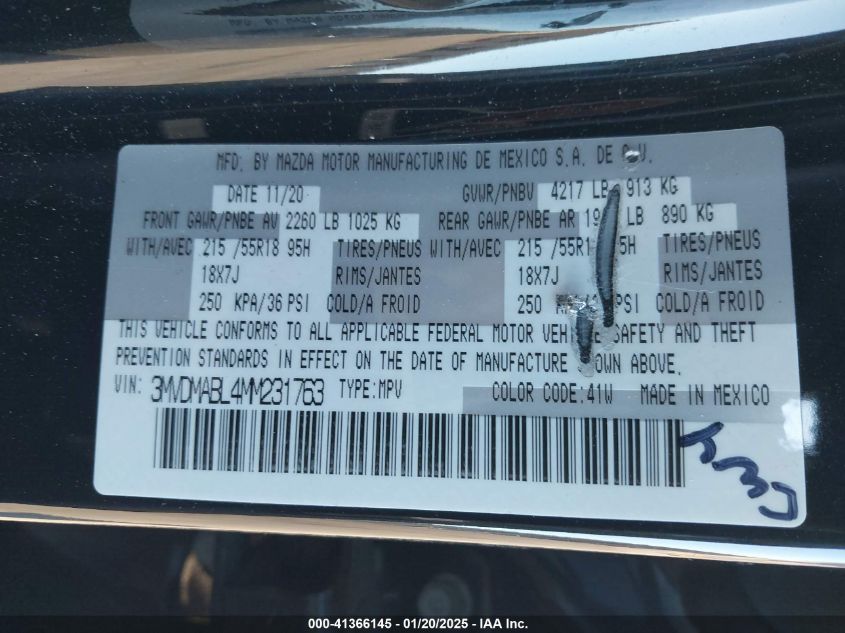 MFD. BY MAZDA MOTOR MANUFACTURING DE MEXICO S.A. DE C.V.
DATE 11/20 GVWR/PNBV 4217 LB 913 KG
FRONT GAWR/PNBE AV 2260 LB 1025 KG REAR GAWR/PNBE AR LB 890 KG
WITH/AVEC 215 /55R18 95H TIRES/PNEUS WITH/AVEC 215 TIRES/PNEUS
18X7J RIMS/JANTES 18X7J RIMS/JANTES
250 KPA/36 PSI COLD/A FROID 250 PSI COLD/A FROID
THIS VEHICLE CONFORMS TO ALL APPLICABLE FEDERAL MOTOR VEHICLE SAFETY AND THEFT
PREVENTION STANDARDS IN EFFECT ON THE DATE OF MANUFACTURE SHOWN ABOVE.
VIN: 3MVDMABL4MM231763 TYPE:MPV COLOR CODE:41W MADE IN MEXICO
000-41366145 — 01/20/2025 — IAA Inc.